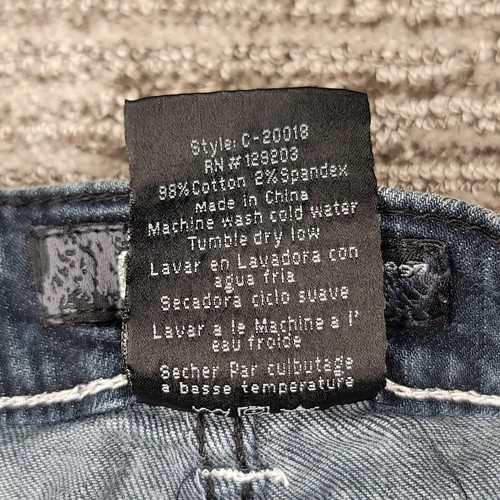 Style: C-20018
RN#128203
98%Cotton 2%Spandex
Made in China
Machine wash cold water
Tumble dry low
Lavar en Lavadora con
agua fria
Secadora ciclo suave
Lavar a le Machine a l'
eau froide
Secher Par culbutage
a basse temperature